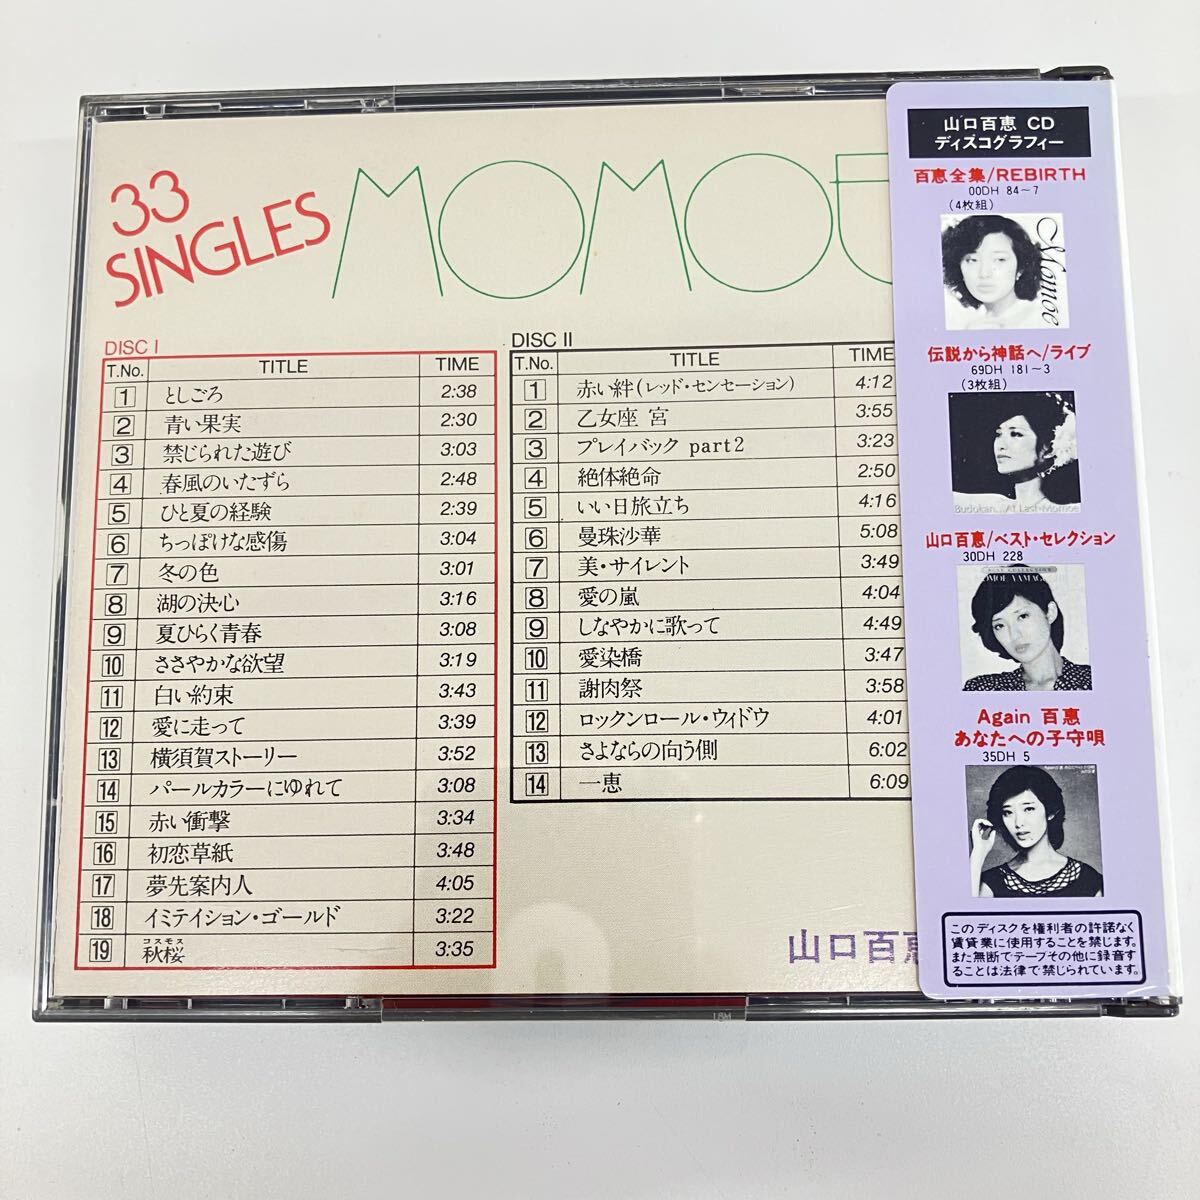 33
SINGLES
MOMOE
DISC I
T.No. TITLE TIME
1 としごろ 2:38
2 青い果実 2:30
3 禁じられた遊び 3:03
4 春風のいたずら 2:48
5 ひと夏の経験 2:39
6 ちっぽけな感傷 3:04
7 冬の色 3:01
8 湖の決心 3:16
9 夏ひらく青春 3:08
10 ささやかな欲望 3:19
11 白い約束 3:43
12 愛に走って 3:39
13 横須賀ストーリー 3:52
14 パールカラーにゆれて 3:08
15 赤い衝撃 3:34
16 初恋草紙 3:48
17 夢先案内人 4:05
18 イミテイション・ゴールド 3:22
コスモス
19 秋桜 3:35
DISC II
T.No. TITLE TIME
1 赤い絆(レッド・センセーション) 4:12
2 乙女座 宮 3:55
3 プレイバック part2 3:23
4 絶体絶命 2:50
5 いい日旅立ち 4:16
6 曼珠沙華 5:08
7 美・サイレント 3:49
8 愛の嵐 4:04
9 しなやかに歌って 4:49
10 愛染橋 3:47
11 謝肉祭 3:58
12 ロックンロール・ウィドウ 4:01
13 さよならの向う側 6:02
14 一恵 6:09
山口百恵
山口百恵 CD
ディスコグラフィー
百恵全集/REBIRTH
00DH 84〜7
(4枚組)
Momoe
伝説から神話へ/ライブ
69DH 181〜3
(3枚組)
Budokan...At Last-Momoe
山口百恵/ベスト・セレクション
30DH 228
BEST COLLECTION
MOMOE YAMAGU
Again 百恵
あなたへの子守唄
35DH 5
このディスクを権利者の許諾なく
賃貸業に使用することを禁じます。
また無断でテープその他に録音す
ることは法律で禁じられています。
18M